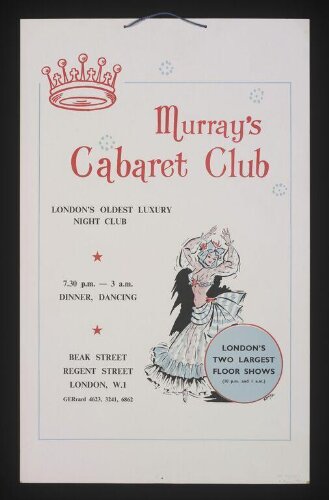 Murray's
Cabaret Club
LONDON'S OLDEST LUXURY
NIGHT CLUB
7.30 p.m. — 3 a.m.
DINNER, DANCING
BEAK STREET
REGENT STREET
LONDON, W.1
GERrard 4623, 3241, 6862
LONDON'S
TWO LARGEST
FLOOR SHOWS
(10 p.m. and 1 a.m.)